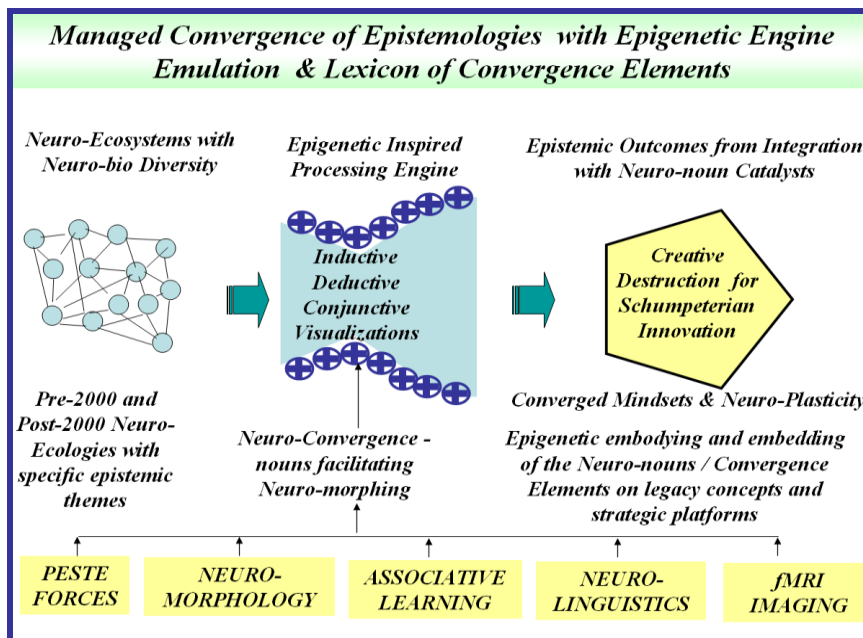 Managed Convergence of Epistemologies with Epigenetic Engine
Emulation & Lexicon of Convergence Elements
Neuro-Ecosystems with
Neuro-bio Diversity
Epigenetic Inspired
Processing Engine
Epistemic Outcomes from Integration
with Neuro-noun Catalysts
Inductive
Deductive
Conjunctive
Visualizations
Creative
Destruction for
Schumpeterian
Innovation
Pre-2000 and
Post-2000 Neuro-
Ecologies with
specific epistemic
themes
Neuro-Convergence -
nouns facilitating
Neuro-morphing
Converged Mindsets & Neuro-Plasticity
Epigenetic embodying and embedding
of the Neuro-nouns / Convergence
Elements on legacy concepts and
strategic platforms
PESTE
FORCES
NEURO-
MORPHOLOGY
ASSOCIATIVE
LEARNING
NEURO-
LINGUISTICS
fMRI
IMAGING